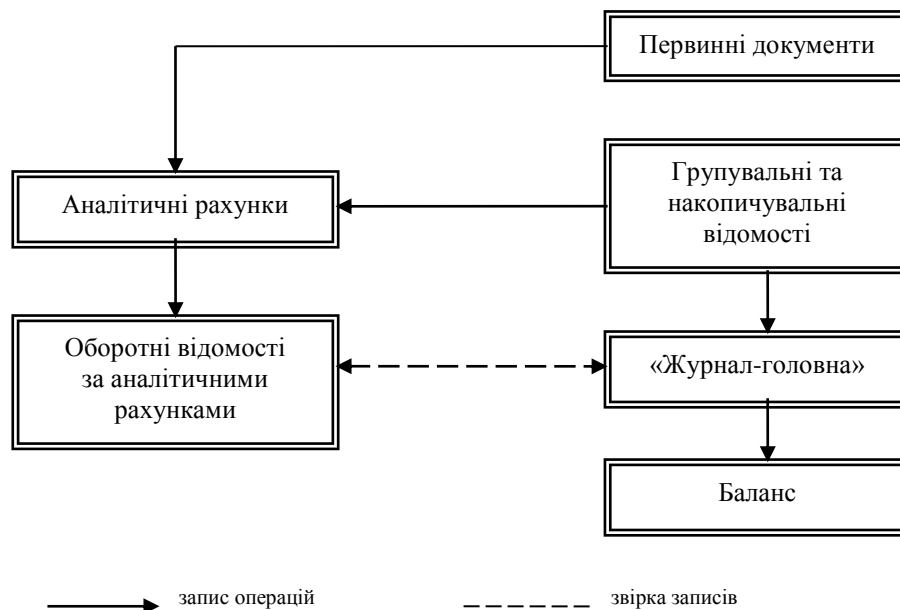 Первинні документи
Групувальні та
накопичувальні
відомості
Аналітичні рахунки
Оборотні відомості
за аналітичними
рахунками
«Журнал-головна»
Баланс
запис операцій
звірка записів